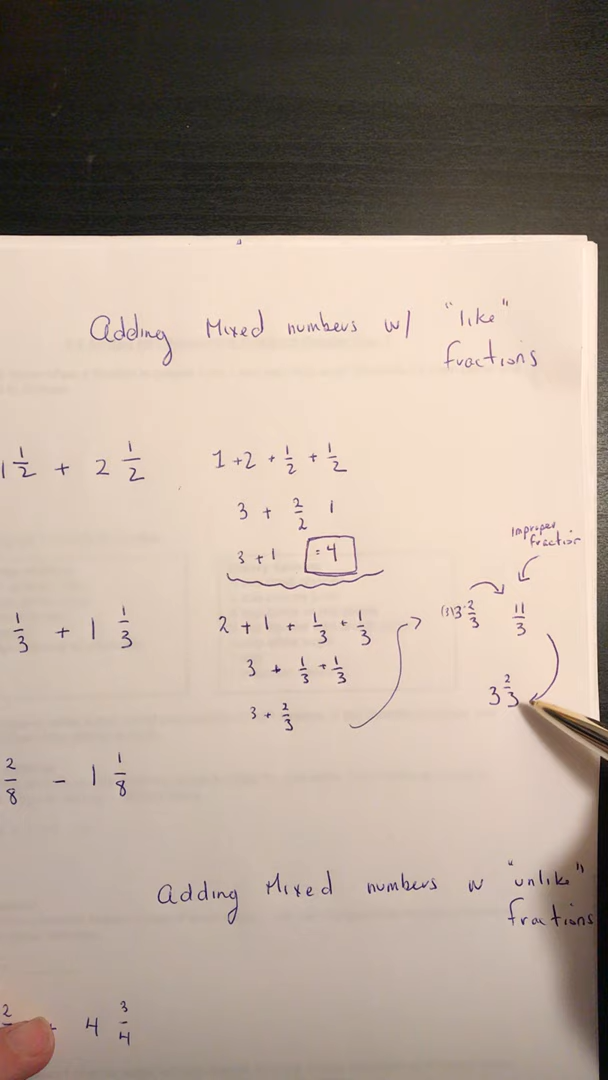 Adding Mixed numbers w/ "like"
fractions
1 1/2 + 2 1/2
1 + 2 + 1/2 + 1/2
3 + 2/2 1
3 + 1 = 4
Improper
fraction
1/3 + 1 1/3
2 + 1 + 1/3 + 1/3
3 + 1/3 + 1/3
3 + 2/3
(3)3 2/3 11/3
3 2/3
2/8 - 1 1/8
Adding Mixed numbers w "unlike"
fractions
2 4 3/4